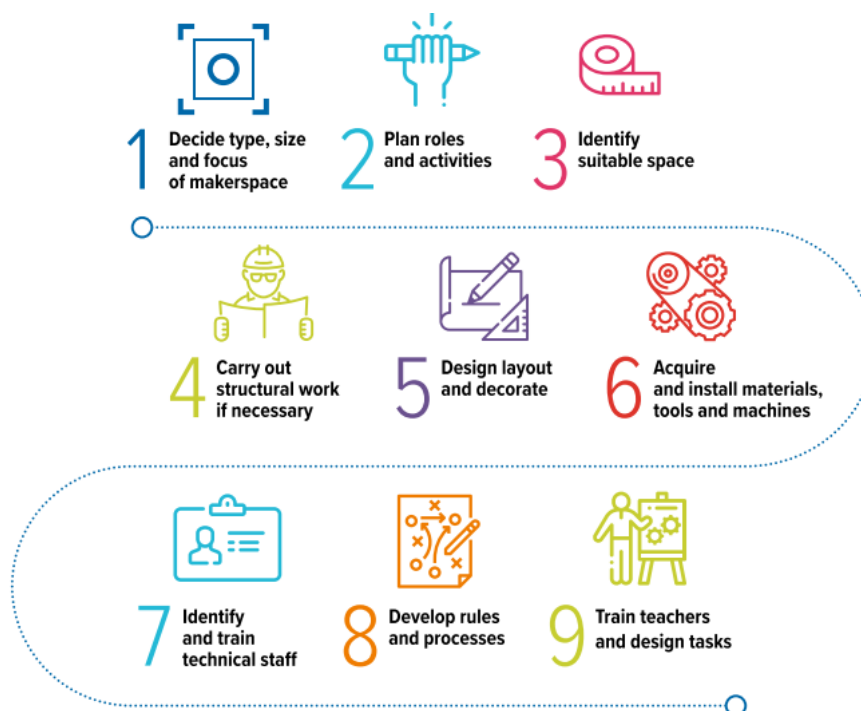 1
Decide type, size
and focus
of makerspace
2
Plan roles
and activities
3
Identify
suitable space
4
Carry out
structural work
if necessary
5
Design layout
and decorate
6
Acquire
and install materials,
tools and machines
7
Identify
and train
technical staff
8
Develop rules
and processes
9
Train teachers
and design tasks